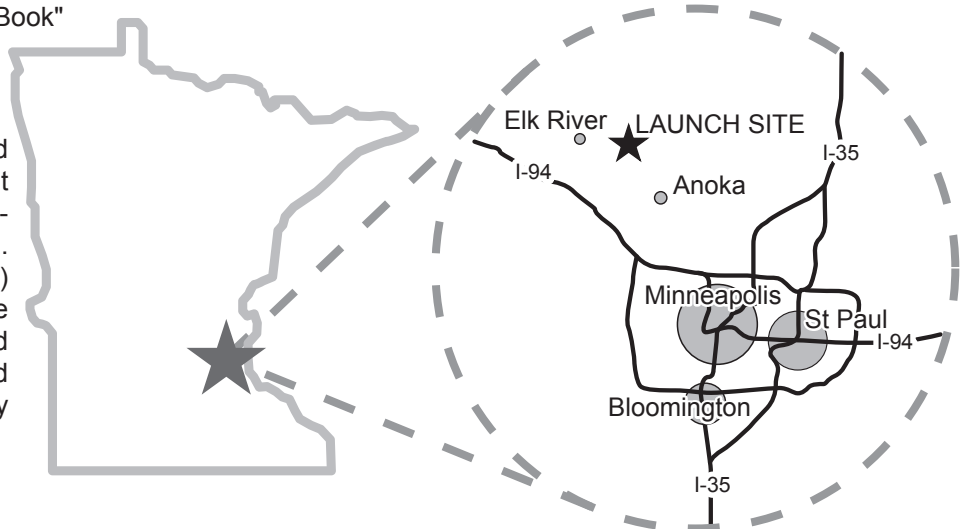 Book"
d
t
-
.
)
e
d
d
y
Elk River
LAUNCH SITE
I-94
I-35
Anoka
Minneapolis
St Paul
I-94
Bloomington
I-35